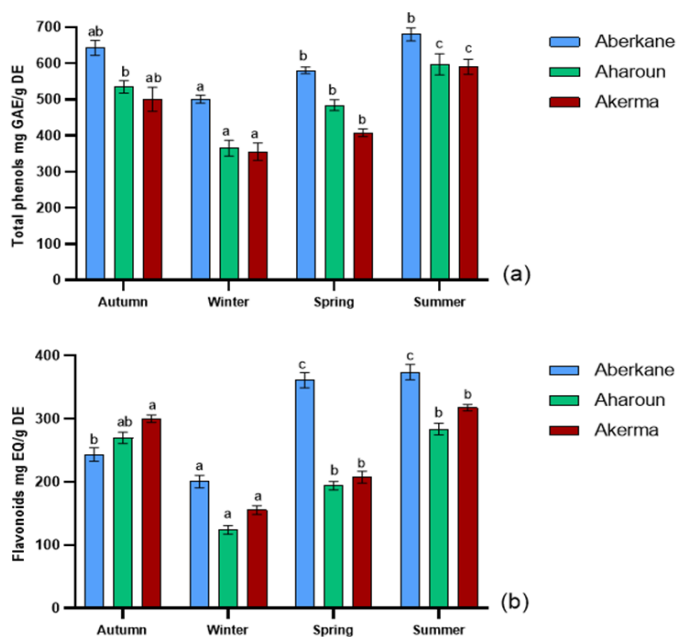 Total phenols mg GAE/g DE
700
600
500
400
300
200
100
0
ab
b
ab
a
a
a
b
b
b
b
c
c
Autumn
Winter
Spring
Summer
Aberkane
Aharoun
Akerma
(a)
Flavonoids mg EQ/g DE
400
300
200
100
0
b
ab
a
a
a
a
c
b
b
c
b
b
Autumn
Winter
Spring
Summer
Aberkane
Aharoun
Akerma
(b)